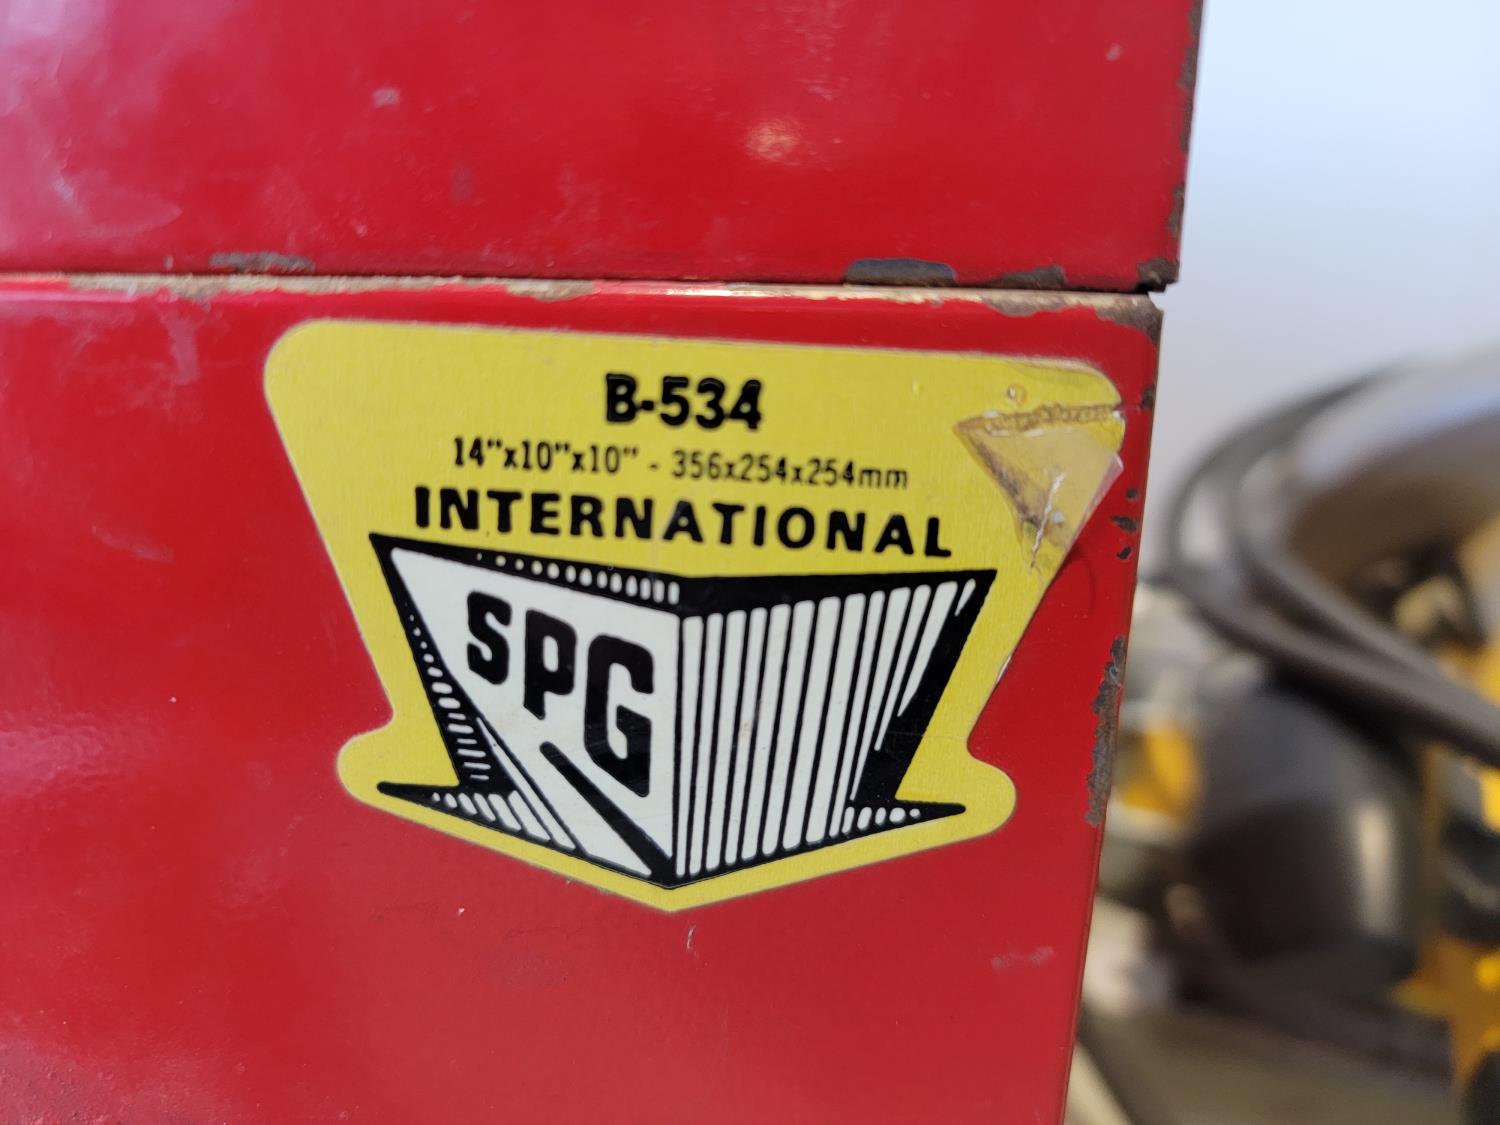 B-534
14"x10"x10" - 356x254x254mm
INTERNATIONAL
SPG